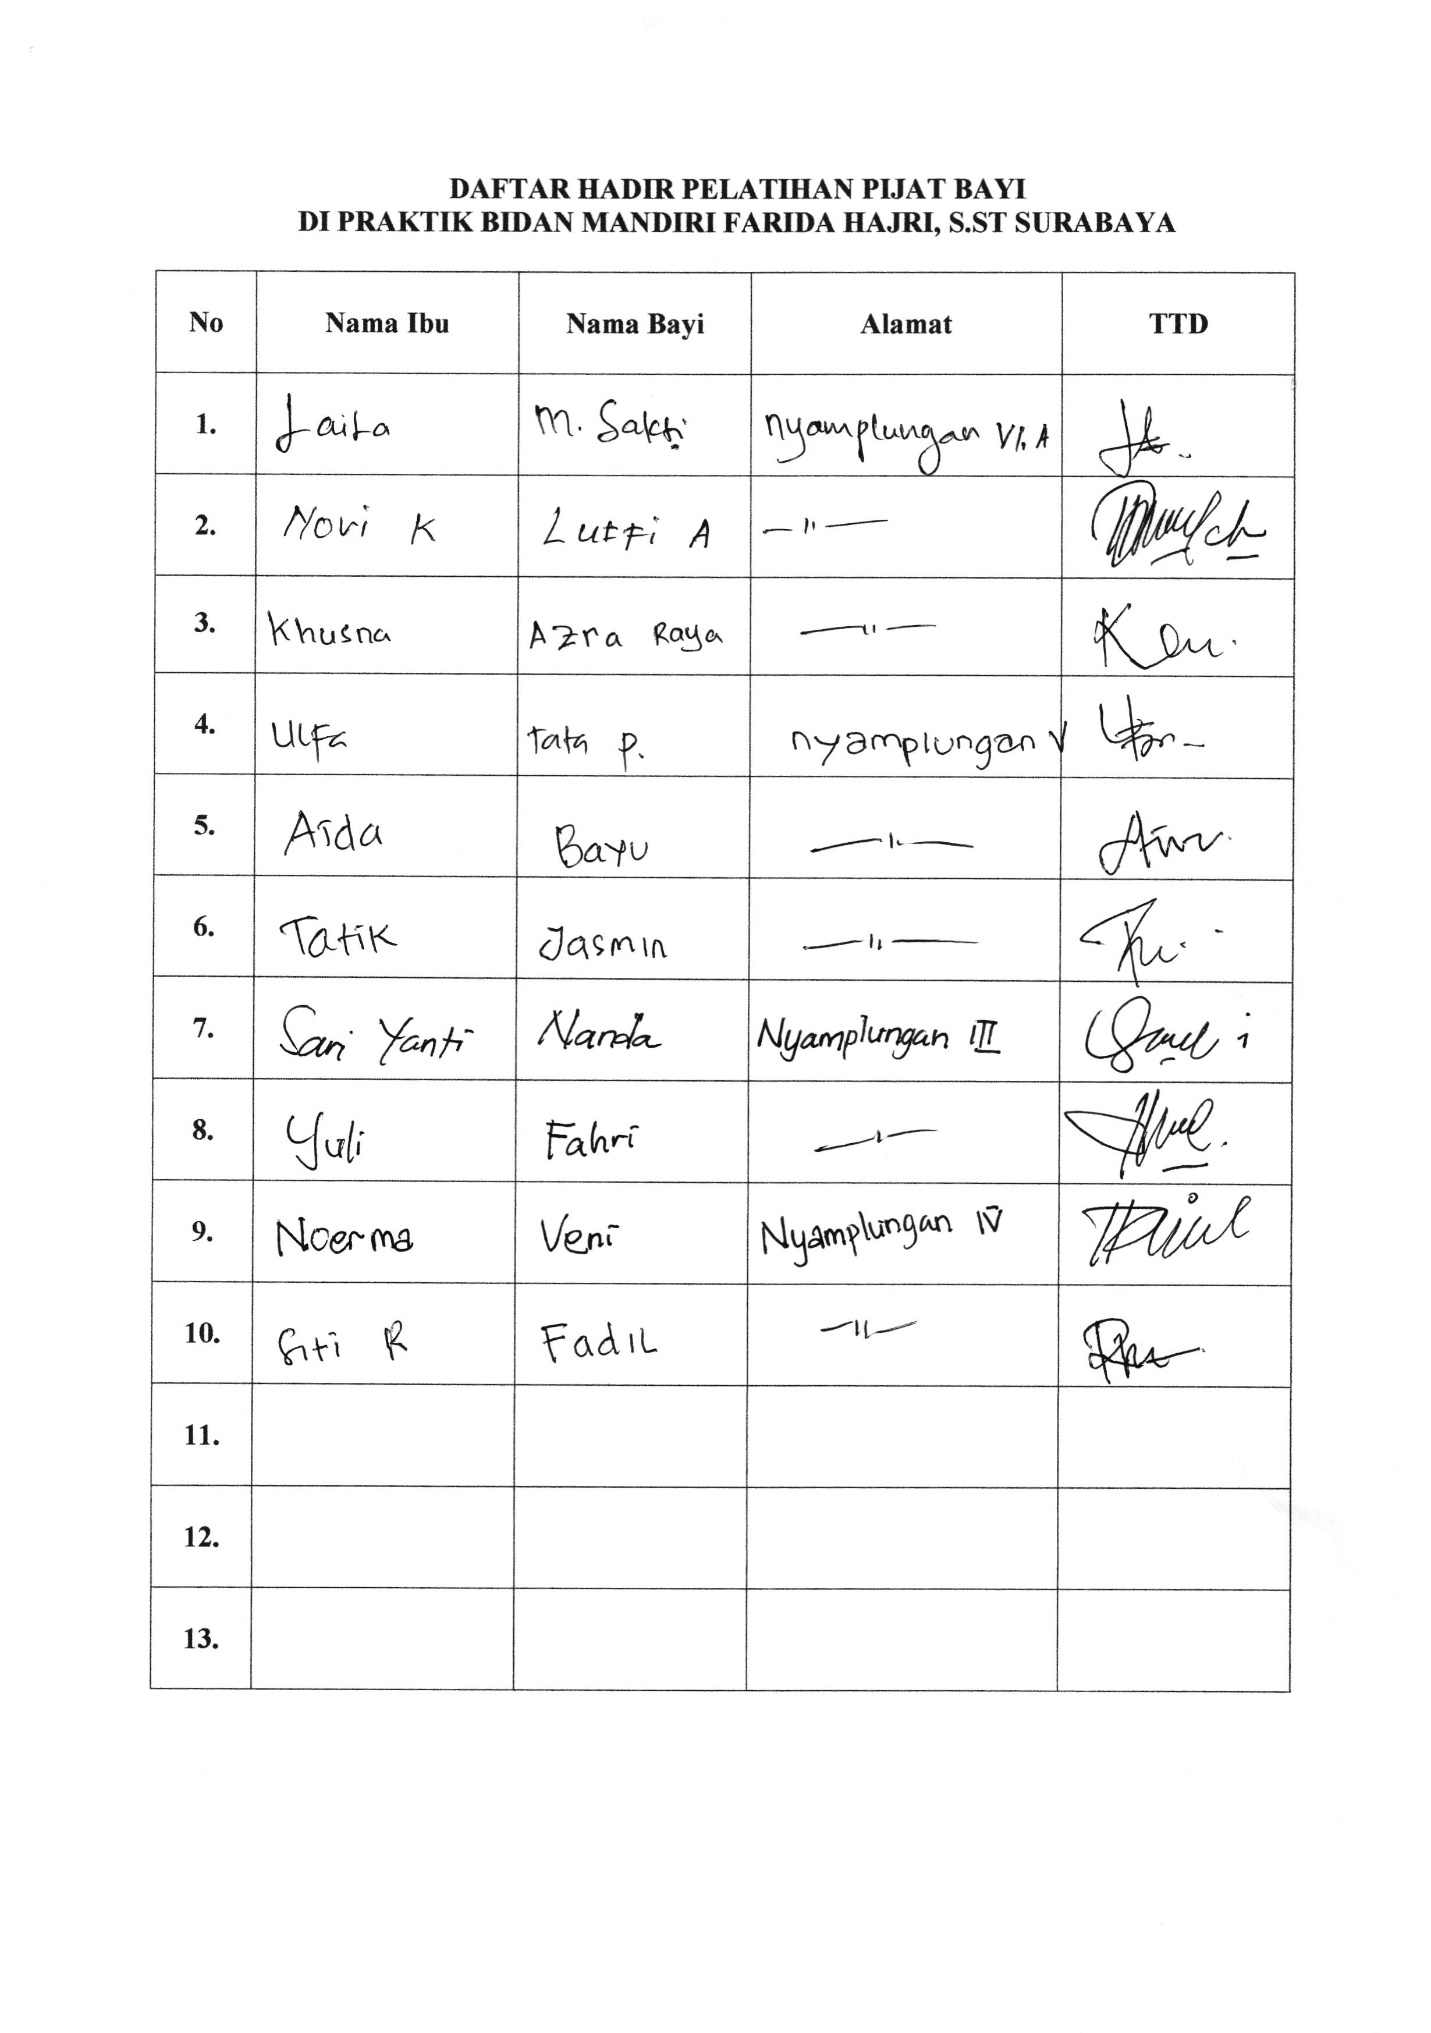 DAFTAR HADIR PELATIHAN PIJAT BAYI
DI PRAKTIK BIDAN MANDIRI FARIDA HAJRI, S.ST SURABAYA
No Nama Ibu Nama Bayi Alamat TTD
1. Laila M. Sakti nyamplungan VI. A
2. Novi K Lutfi A — " —
3. Khusna Azra Raya — " —
4. Ulfa Tata P. nyamplungan V
5. Aida Bayu — " —
6. Tatik Jasmin — " —
7. Sari Yanti Nanda Nyamplungan III
8. Yuli Fahri — " —
9. Noerma Veni Nyamplungan IV
10. Siti R Fadil — " —
11.
12.
13.